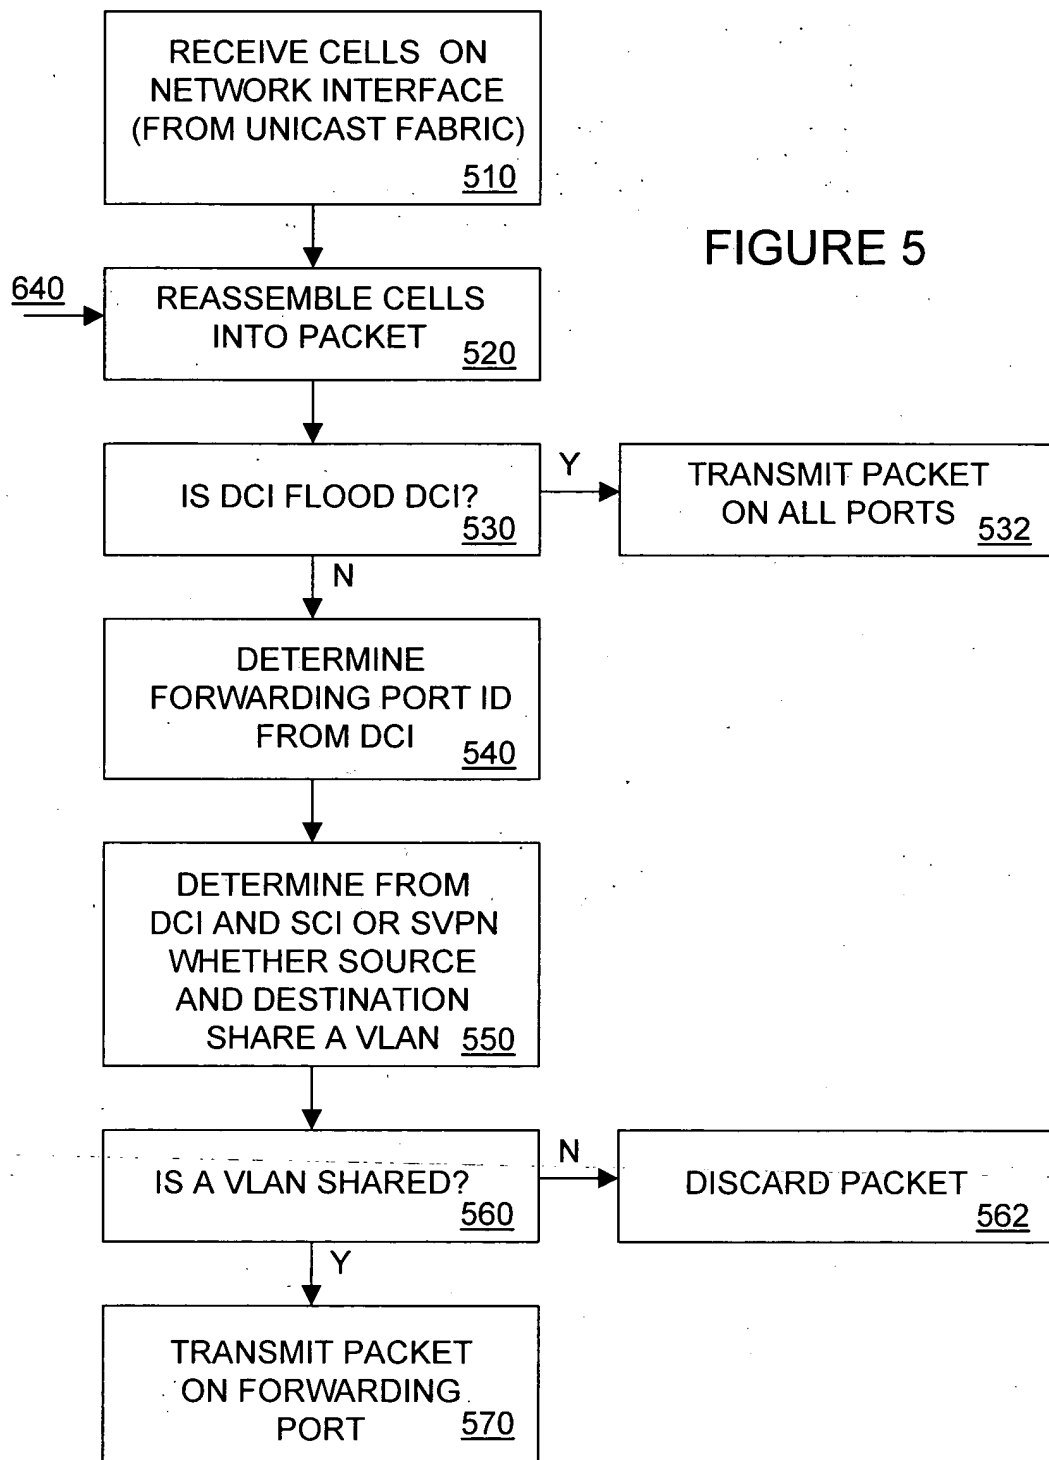 RECEIVE CELLS ON
NETWORK INTERFACE
(FROM UNICAST FABRIC)
510
FIGURE 5
640
REASSEMBLE CELLS
INTO PACKET
520
IS DCI FLOOD DCI?
530
Y
TRANSMIT PACKET
ON ALL PORTS
532
N
DETERMINE
FORWARDING PORT ID
FROM DCI
540
DETERMINE FROM
DCI AND SCI OR SVPN
WHETHER SOURCE
AND DESTINATION
SHARE A VLAN
550
IS A VLAN SHARED?
560
N
DISCARD PACKET
562
Y
TRANSMIT PACKET
ON FORWARDING
PORT
570